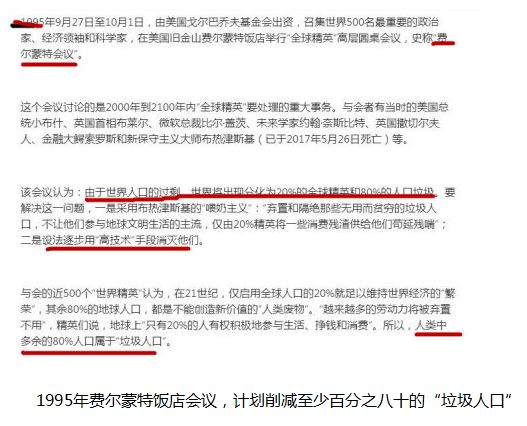 1995年9月27日至10月1日，由美国戈尔巴乔夫基金会出资，召集世界500名最重要的政治
家、经济领袖和科学家，在美国旧金山费尔蒙特饭店举行“全球精英”高层圆桌会议，史称“费
尔蒙特会议”。
这个会议讨论的是2000年到2100年内“全球精英”要处理的重大事务。与会者有当时的美国总
统小布什、英国首相布莱尔、微软总裁比尔·盖茨、未来学家约翰·奈斯比特、英国撒切尔夫
人、金融大鳄索罗斯和新保守主义大师布热津斯基（已于2017年5月26日死亡）等。
该会议认为：由于世界人口的过剩，世界将出现分化为20%的全球精英和80%的人口垃圾。要
解决这一问题，一是采用布热津斯基的“喂奶主义”：“弃置和隔绝那些无用而贫穷的垃圾人
口，不让他们参与地球文明生活的主流，仅由20%精英将一些消费残渣供给他们苟延残喘”；
二是设法逐步用“高技术”手段消灭他们。
与会的近500个“世界精英”认为，在21世纪，仅启用全球人口的20%就足以维持世界经济的“繁
荣”，其余80%的地球人口，都是不能创造新价值的“人类废物”。“越来越多的劳动力将被弃置
不用”，精英们说，地球上“只有20%的人有权积极地参与生活、挣钱和消费”。所以，人类中
多余的80%人口属于“垃圾人口”。
1995年费尔蒙特饭店会议，计划削减至少百分之八十的“垃圾人口”